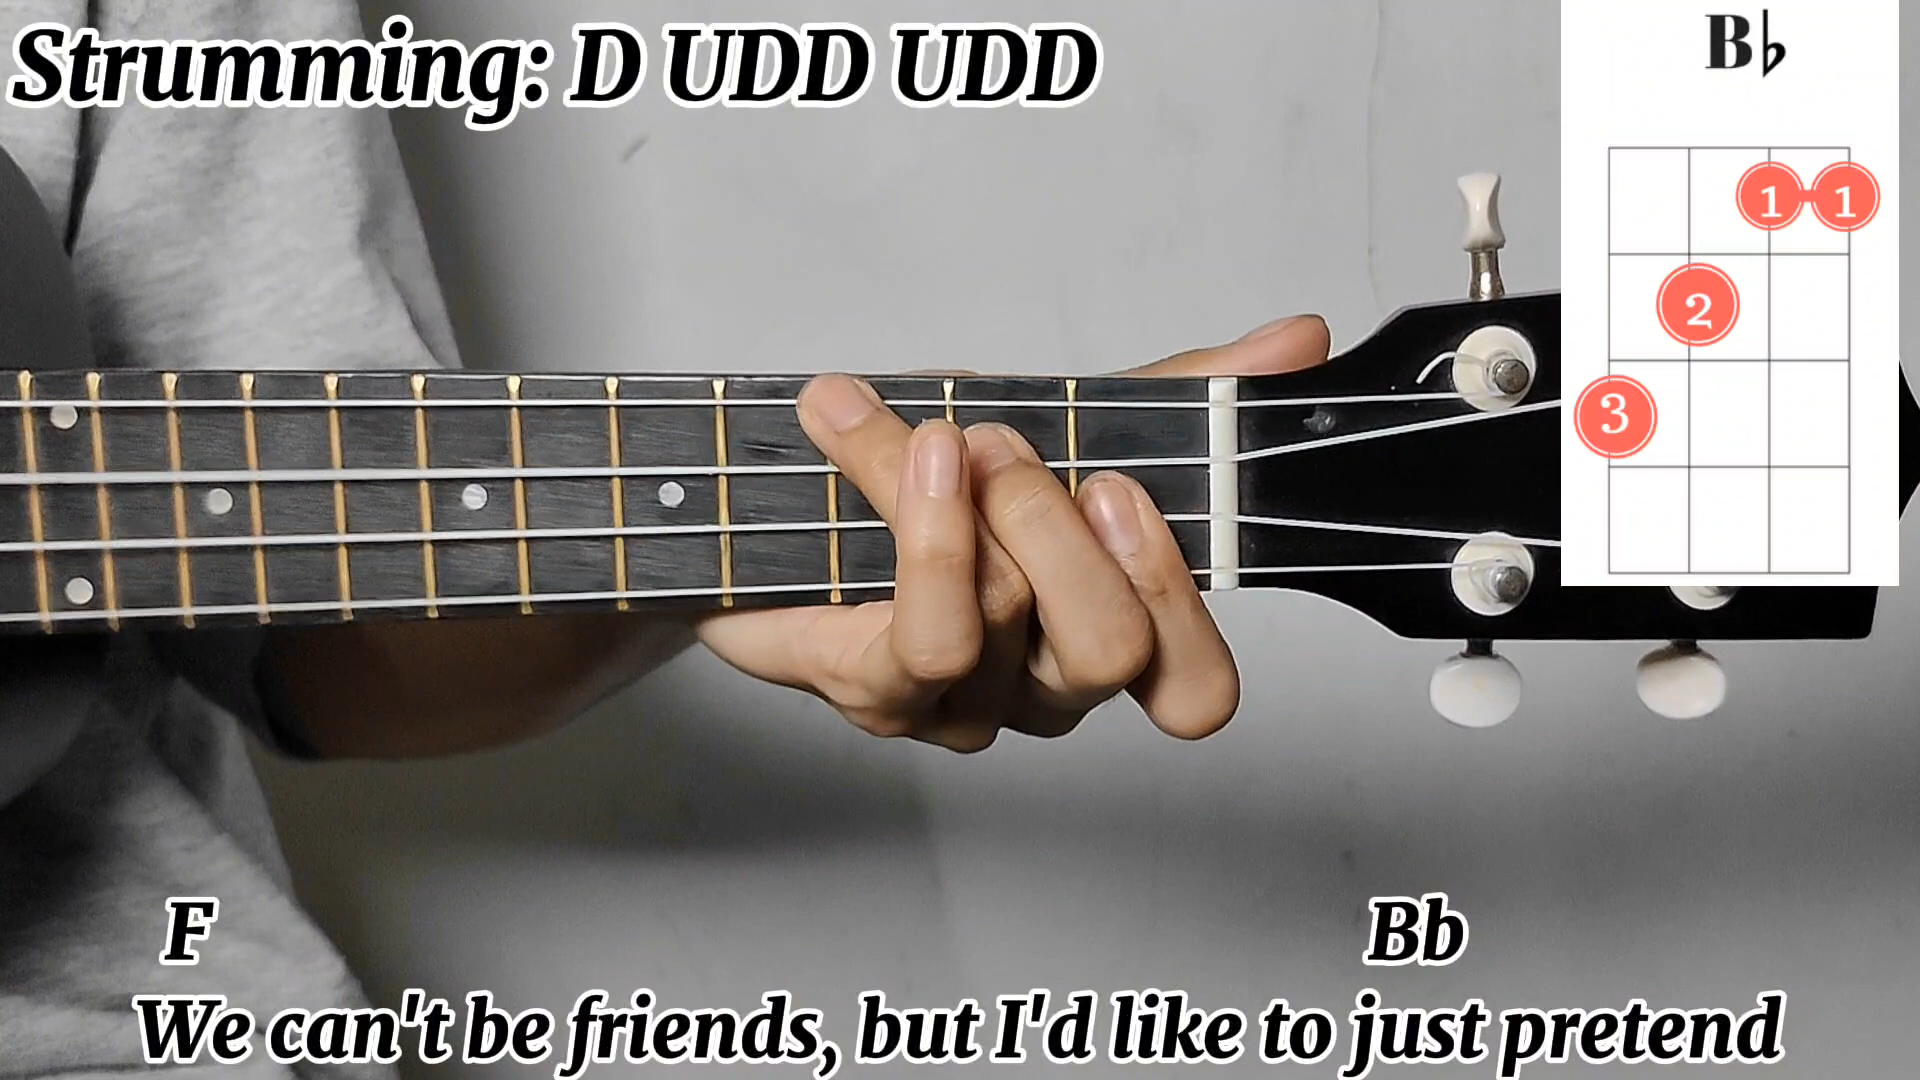 Strumming: D UDD UDD
B♭
1 1
2
3
F Bb
We can't be friends, but I'd like to just pretend